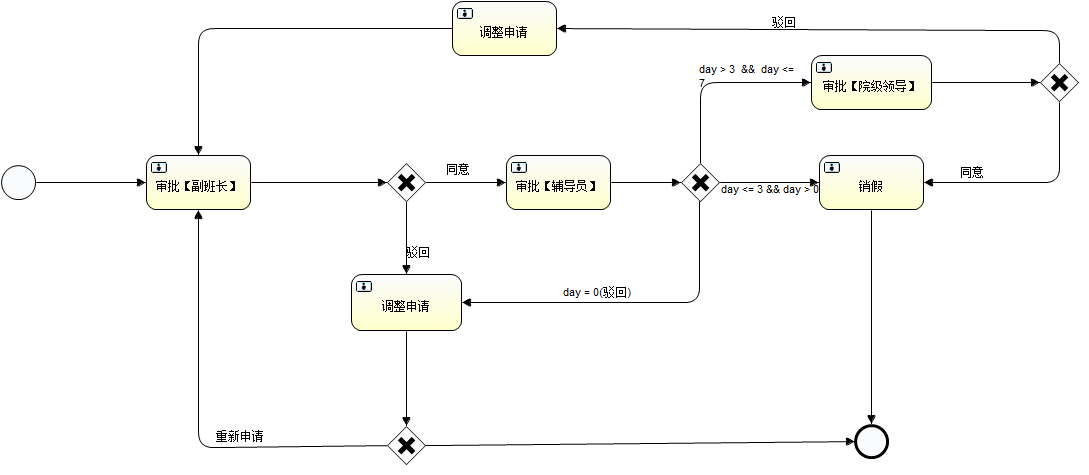 调整申请
驳回
day > 3 && day <=
7
审批【院级领导】
审批【副班长】
同意
审批【辅导员】
day <= 3 && day > 0
销假
同意
驳回
调整申请
day = 0(驳回)
重新申请